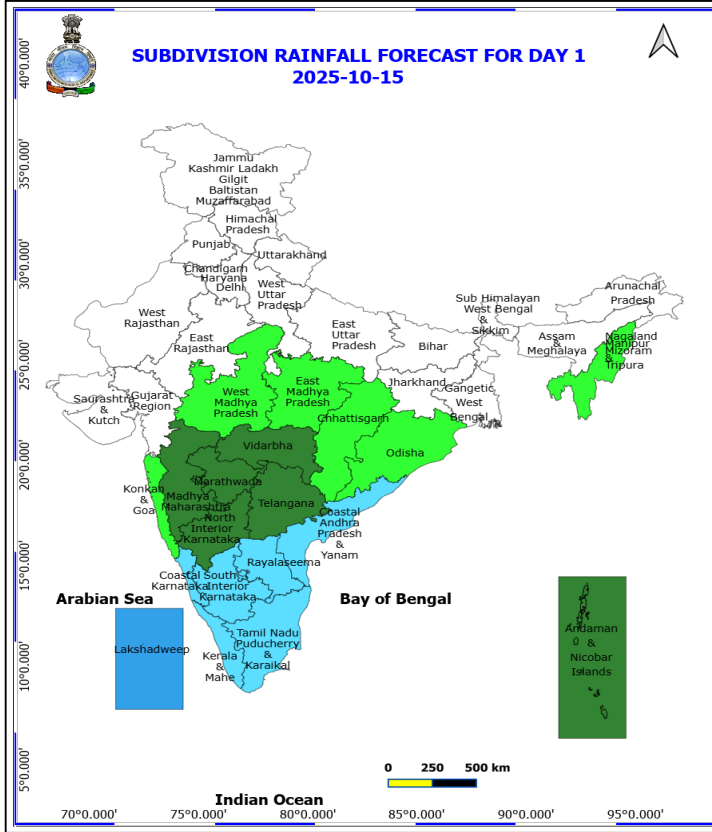 SUBDIVISION RAINFALL FORECAST FOR DAY 1
2025-10-15
40°0.000'
35°0.000'
30°0.000'
25°0.000'
20°0.000'
15°0.000'
10°0.000'
5°0.000'
Jammu
Kashmir Ladakh
Gilgit
Baltistan
Muzaffarabad
Himachal
Pradesh
Punjab
Uttarakhand
Chandigarh
Haryana
Delhi
West
Uttar
Pradesh
West
Rajasthan
East
Rajasthan
East
Uttar
Pradesh
Bihar
Sub Himalayan
West Bengal
&
Sikkim
Arunachal
Pradesh
Assam
&
Meghalaya
Nagaland
Manipur
Mizoram
&
Tripura
Saurashtra
&
Kutch
Gujarat
Region
West
Madhya
Pradesh
East
Madhya
Pradesh
Jharkhand
Gangetic
West
Bengal
Chhattisgarh
Odisha
Vidarbha
Konkan
&
Goa
Marathwada
Madhya
Maharashtra
Telangana
North
Interior
Karnataka
Coastal
Andhra
Pradesh
&
Yanam
Rayalaseema
Coastal
Karnataka
South
Interior
Karnataka
Tamil Nadu
Puducherry
&
Karaikal
Kerala
&
Mahe
Arabian Sea
Bay of Bengal
Lakshadweep
Andaman
&
Nicobar
Islands
0 250 500 km
Indian Ocean
70°0.000' 75°0.000' 80°0.000' 85°0.000' 90°0.000' 95°0.000'